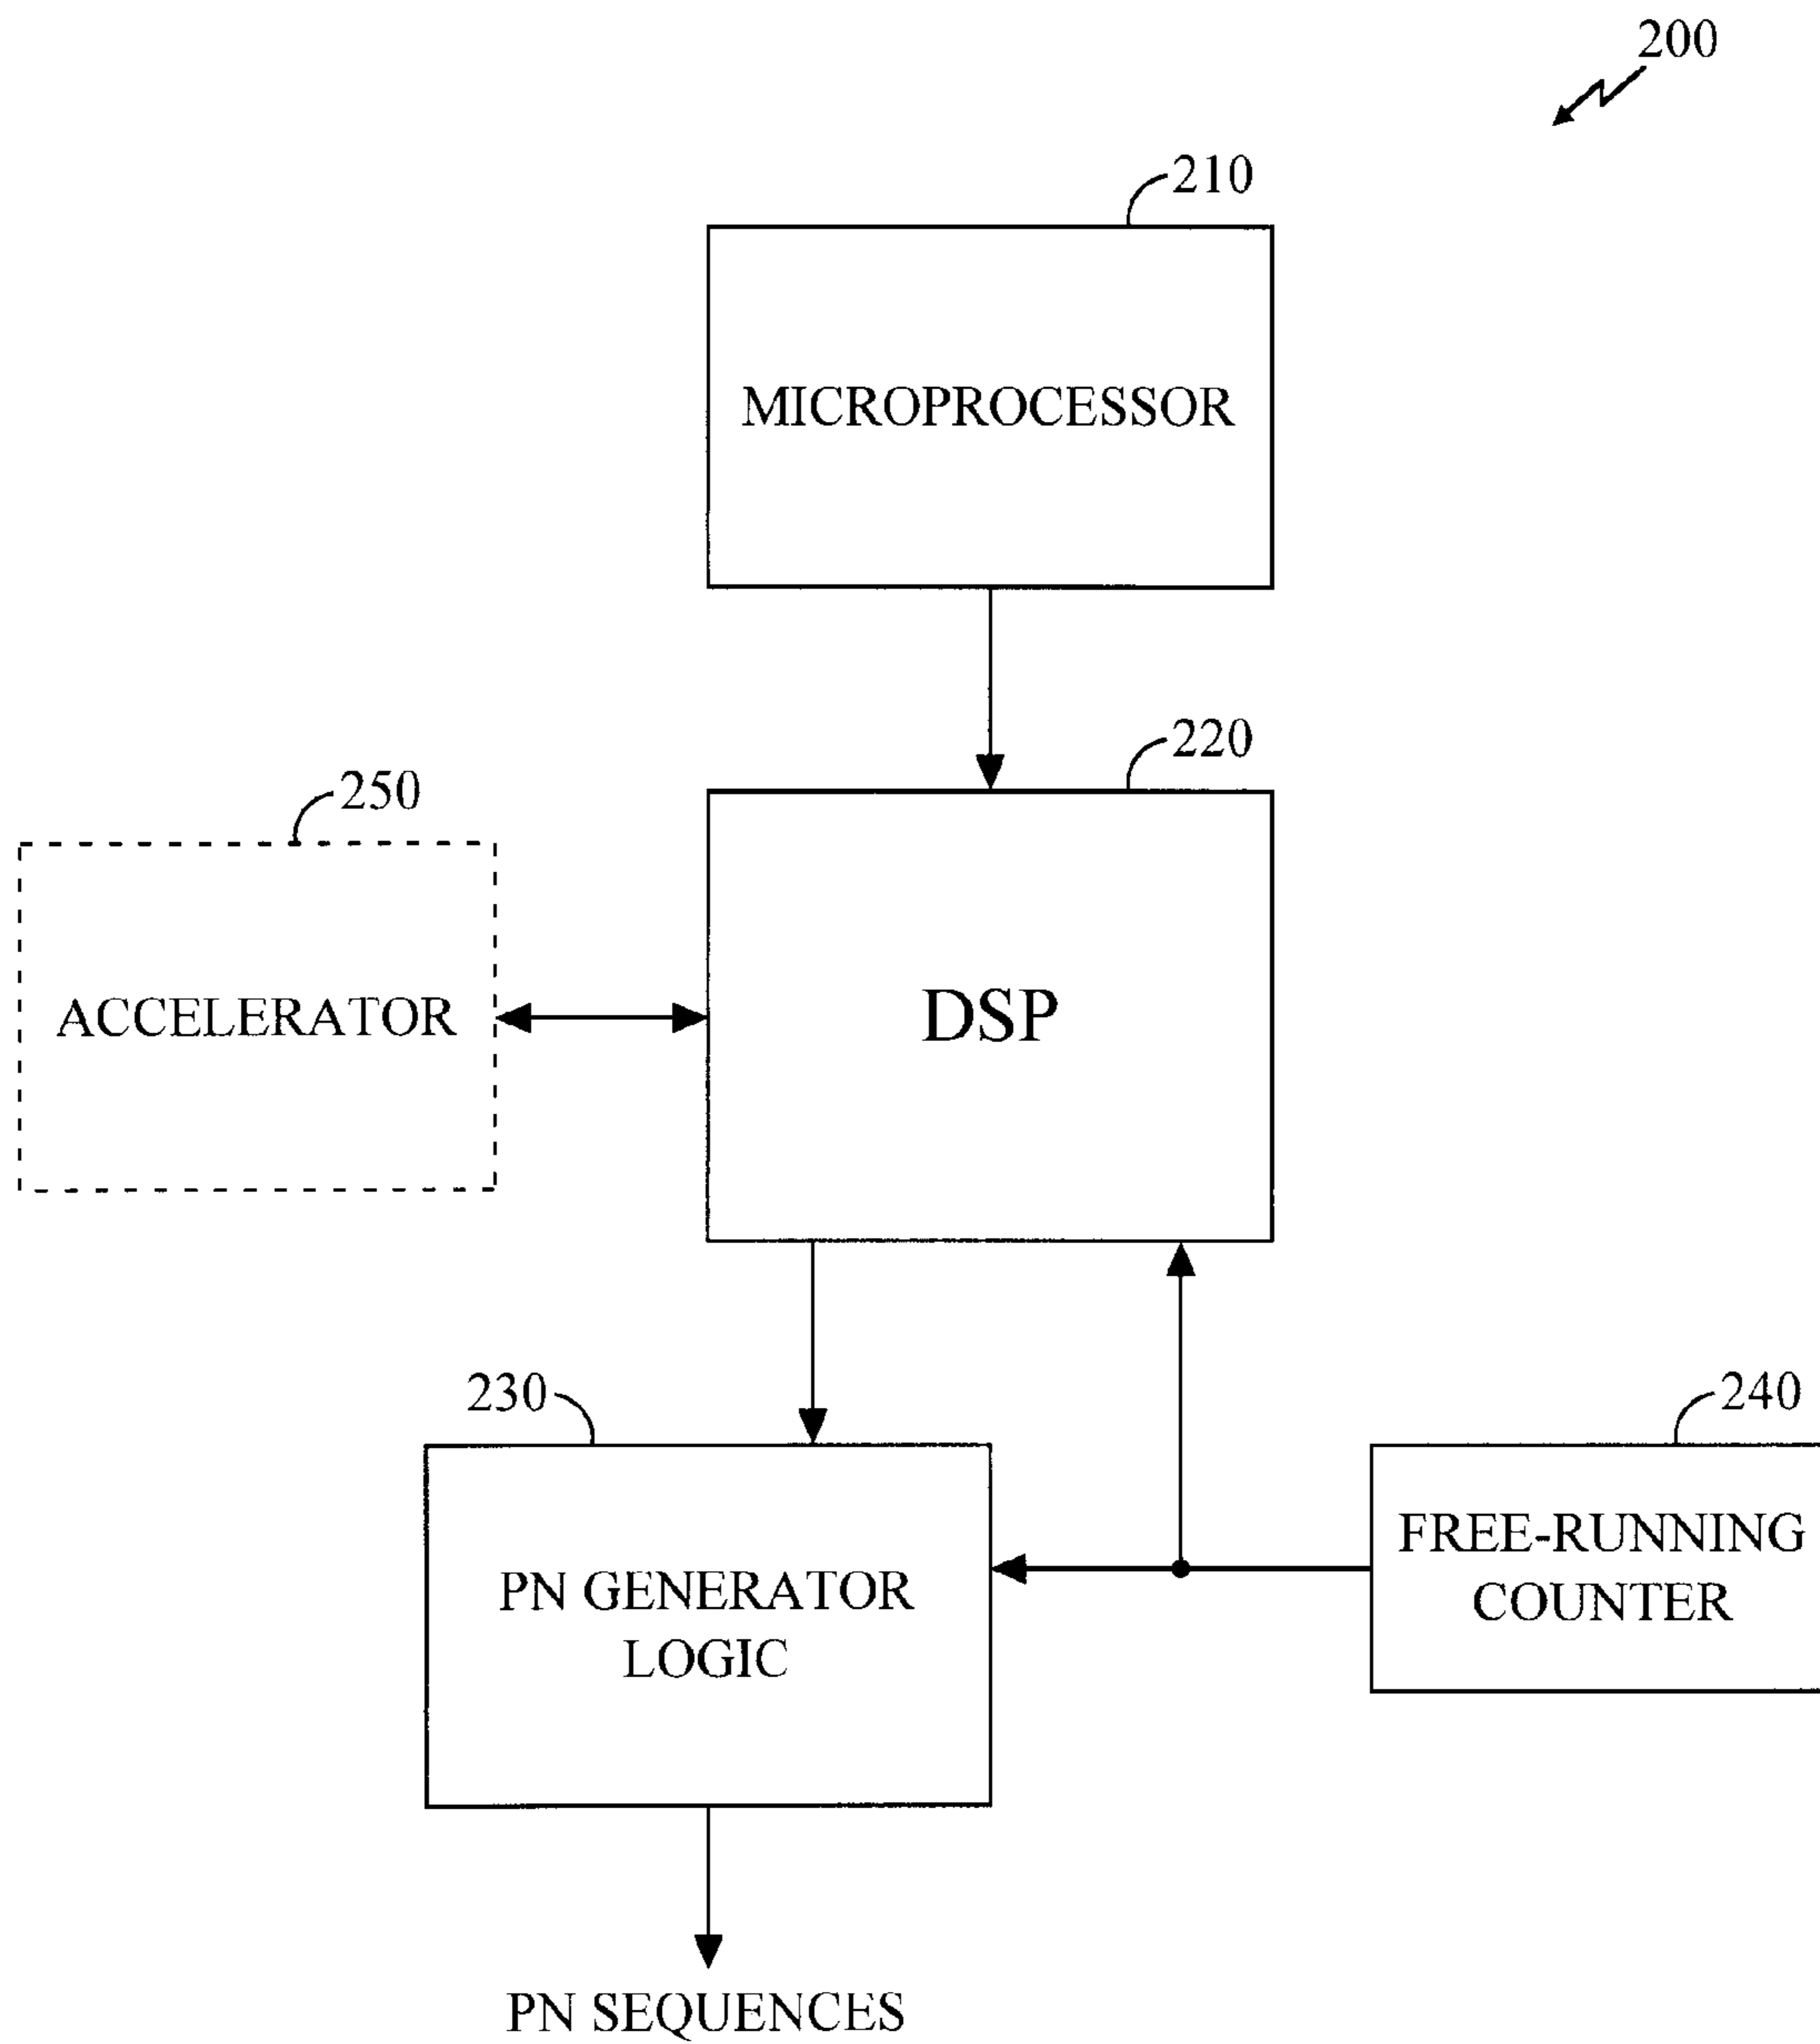 200
210
MICROPROCESSOR
220
250
ACCELERATOR
DSP
230
240
FREE-RUNNING
COUNTER
PN GENERATOR
LOGIC
PN SEQUENCES